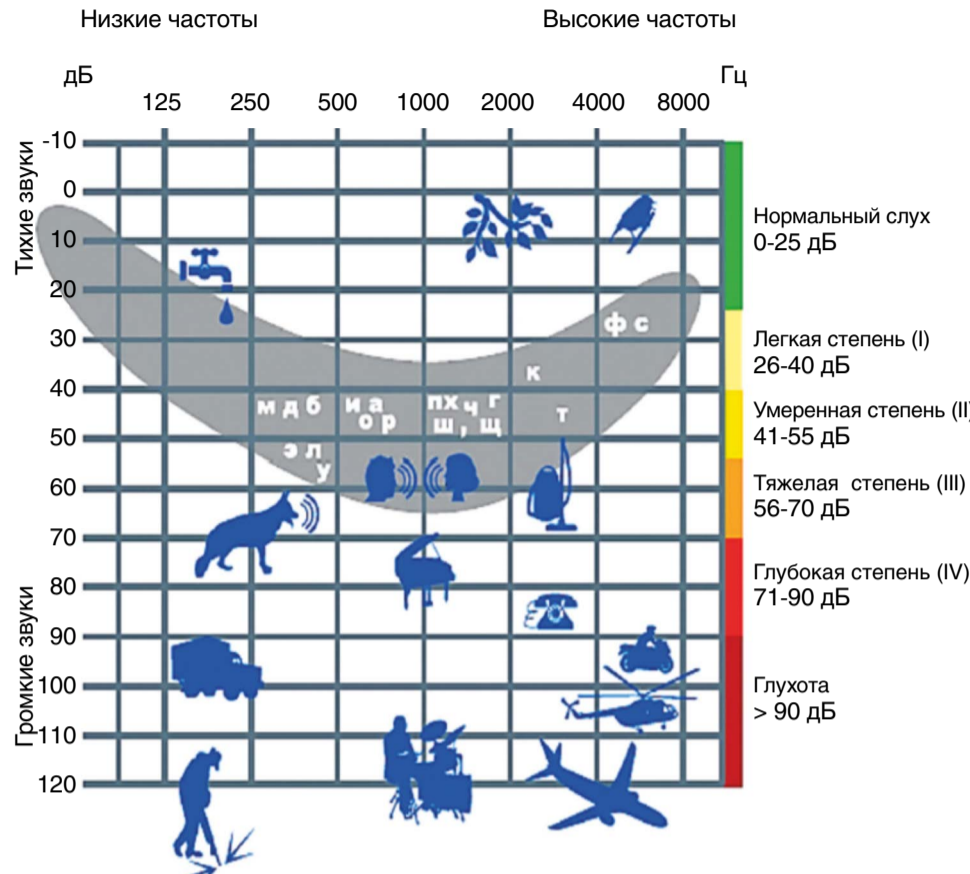 Низкие частоты
Высокие частоты
дБ
Гц
125 250 500 1000 2000 4000 8000
Тихие звуки
Громкие звуки
-10
0
10
20
30
40
50
60
70
80
90
100
110
120
ф с
к
м д б
и а
о р
п х ч г
ш , щ
т
э л
у
Нормальный слух
0-25 дБ
Легкая степень (I)
26-40 дБ
Умеренная степень (II)
41-55 дБ
Тяжелая степень (III)
56-70 дБ
Глубокая степень (IV)
71-90 дБ
Глухота
> 90 дБ